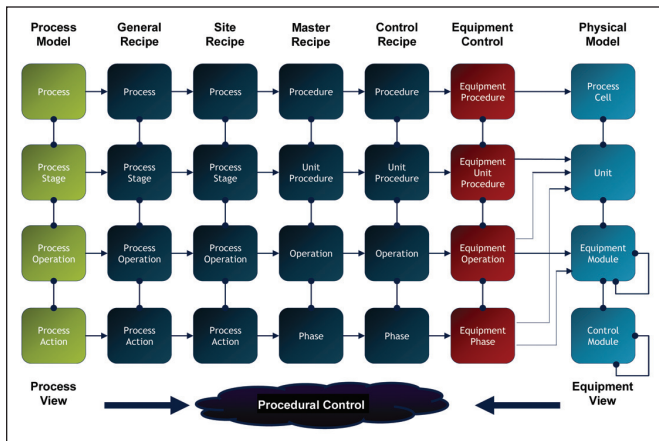 Process Model
General Recipe
Site Recipe
Master Recipe
Control Recipe
Equipment Control
Physical Model
Process
Process
Process
Procedure
Procedure
Equipment Procedure
Process Cell
Process Stage
Process Stage
Process Stage
Unit Procedure
Unit Procedure
Equipment Unit Procedure
Unit
Process Operation
Process Operation
Process Operation
Operation
Operation
Equipment Operation
Equipment Module
Process Action
Process Action
Process Action
Phase
Phase
Equipment Phase
Control Module
Process View
Procedural Control
Equipment View